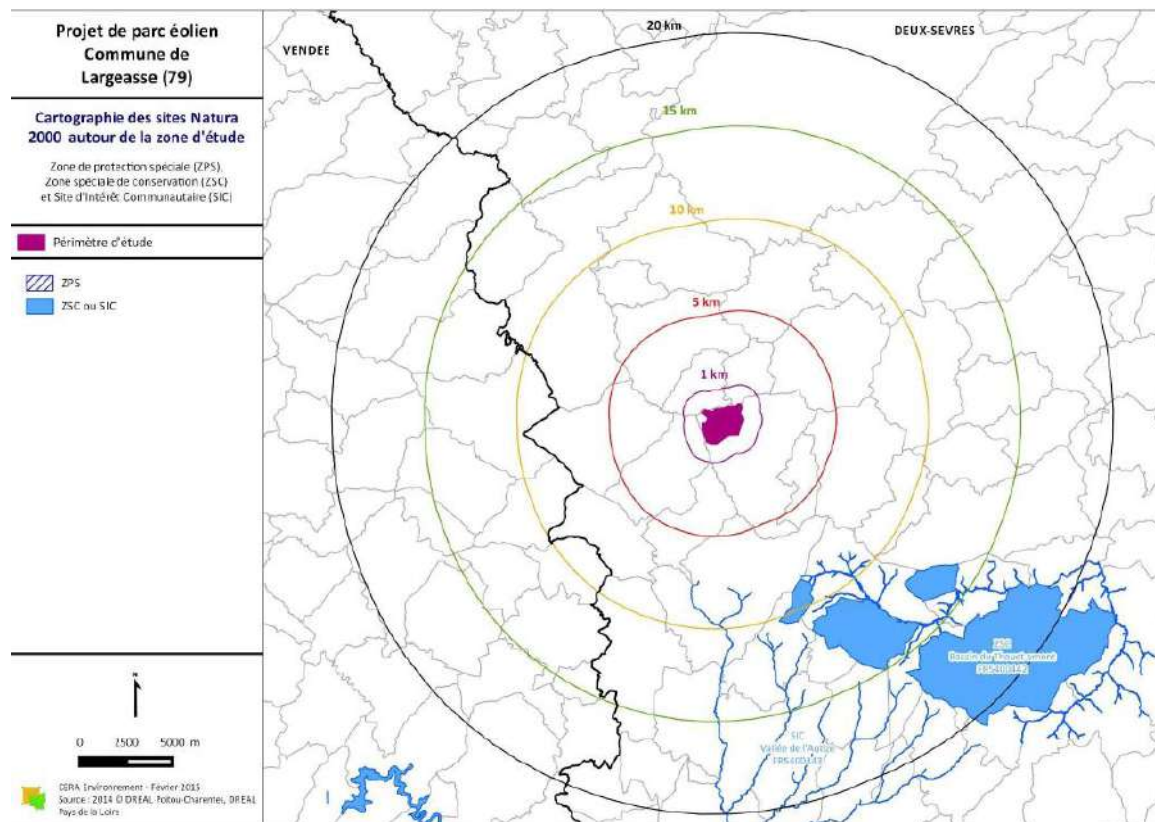 Projet de parc éolien
Commune de
Largeasse (79)
Cartographie des sites Natura
2000 autour de la zone d'étude
Zone de protection spéciale (ZPS),
Zone spéciale de conservation (ZSC)
et Site d'Intérêt Communautaire (SIC)
Périmètre d'étude
ZPS
ZSC ou SIC
N
0 2500 5000 m
CERA Environnement - Février 2015
Source : 2014 © DREAL Poitou-Charentes, DREAL
Pays de la Loire
VENDEE
20 km
DEUX-SEVRES
15 km
10 km
5 km
1 km
ZSC
Bassin du Thouet amont
FR5400442
SIC
Vallée de l'Autize